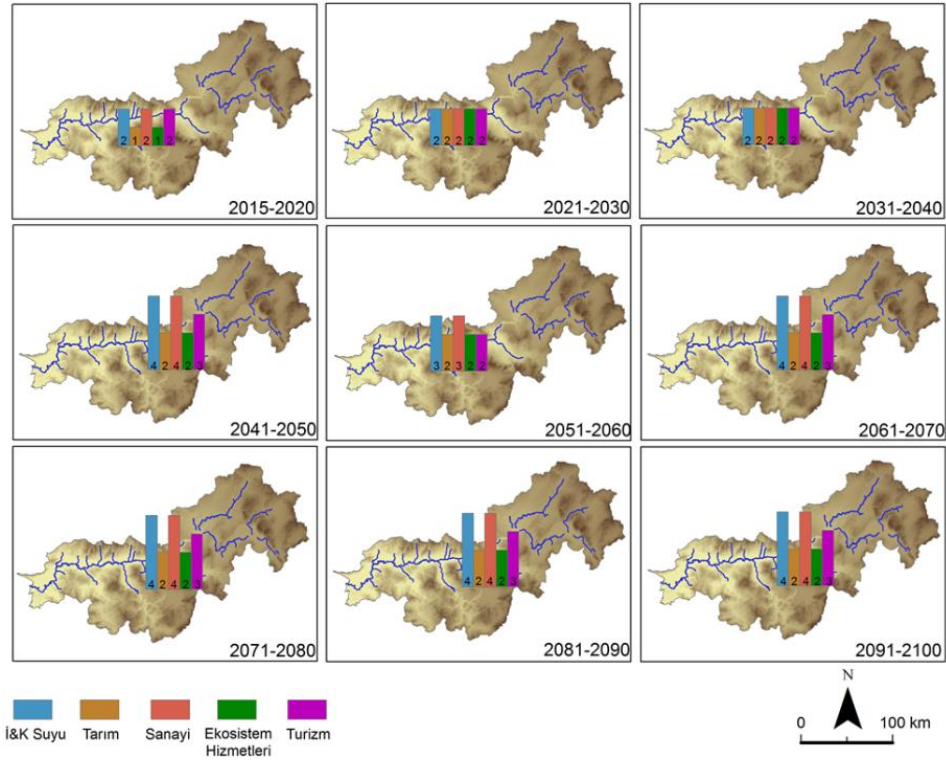 2 1 2 1 2
2015-2020
2 2 2 2 2
2021-2030
2 2 2 2 2
2031-2040
4 2 4 2 3
2041-2050
3 2 3 2 2
2051-2060
4 2 4 2 3
2061-2070
4 2 4 2 3
2071-2080
4 2 4 2 3
2081-2090
4 2 4 2 3
2091-2100
İ&K Suyu
Tarım
Sanayi
Ekosistem
Hizmetleri
Turizm
N
0 100 km